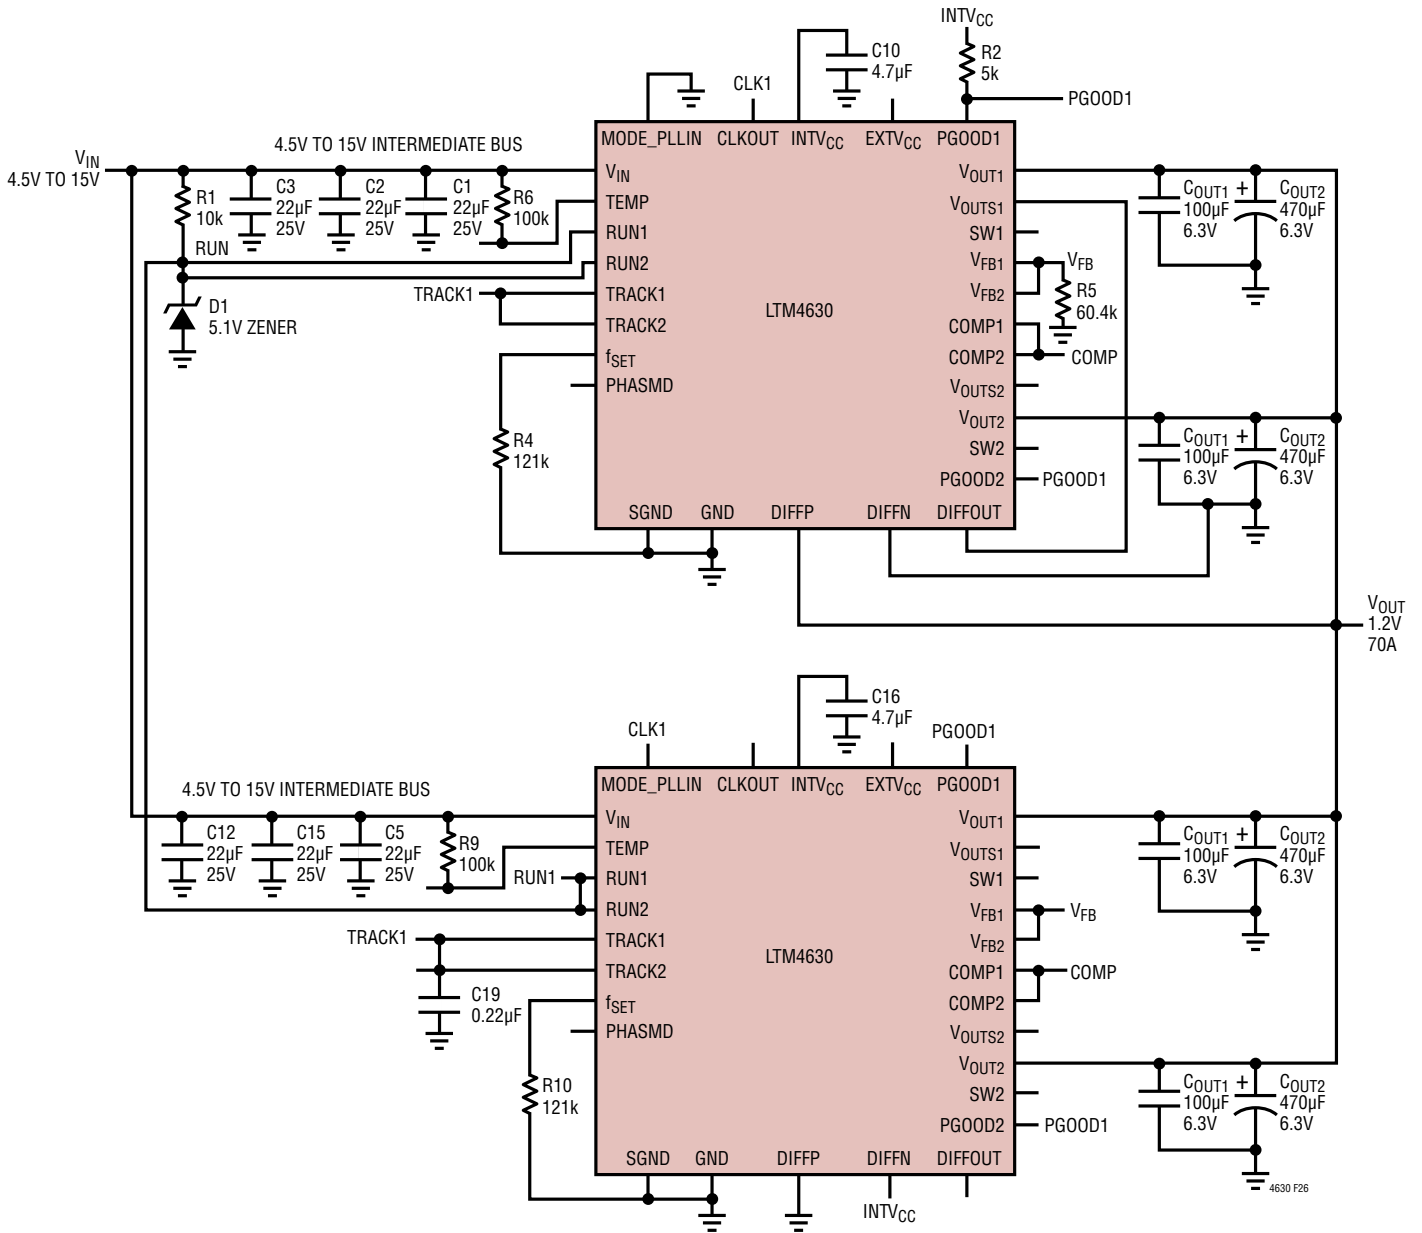 INTVCC
R2
5k
PGOOD1
C10
4.7µF
CLK1
MODE_PLLIN
CLKOUT
INTVCC
EXTVCC
PGOOD1
VIN
4.5V TO 15V
4.5V TO 15V INTERMEDIATE BUS
R1
10k
C3
22µF
25V
C2
22µF
25V
C1
22µF
25V
R6
100k
RUN
D1
5.1V ZENER
TRACK1
R4
121k
VIN
TEMP
RUN1
RUN2
TRACK1
TRACK2
fSET
PHASMD
LTM4630
VOUT1
VOUTS1
SW1
VFB1
VFB2
COMP1
COMP2
VOUTS2
VOUT2
SW2
PGOOD2
SGND
GND
DIFFP
DIFFN
DIFFOUT
VFB
R5
60.4k
COMP
PGOOD1
COUT1
100µF
6.3V
+
COUT2
470µF
6.3V
COUT1
100µF
6.3V
+
COUT2
470µF
6.3V
VOUT
1.2V
70A
C16
4.7µF
CLK1
PGOOD1
MODE_PLLIN
CLKOUT
INTVCC
EXTVCC
PGOOD1
4.5V TO 15V INTERMEDIATE BUS
C12
22µF
25V
C15
22µF
25V
C5
22µF
25V
R9
100k
RUN1
TRACK1
C19
0.22µF
R10
121k
VIN
TEMP
RUN1
RUN2
TRACK1
TRACK2
fSET
PHASMD
LTM4630
VOUT1
VOUTS1
SW1
VFB1
VFB2
COMP1
COMP2
VOUTS2
VOUT2
SW2
PGOOD2
SGND
GND
DIFFP
DIFFN
DIFFOUT
VFB
COMP
PGOOD1
INTVCC
COUT1
100µF
6.3V
+
COUT2
470µF
6.3V
COUT1
100µF
6.3V
+
COUT2
470µF
6.3V
4630 F26